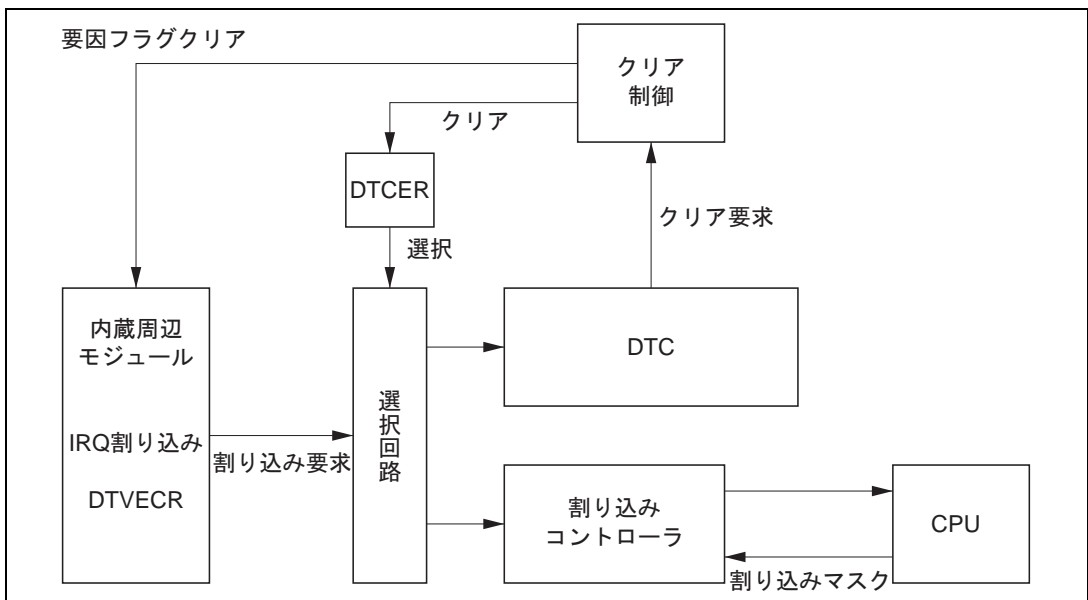 要因フラグクリア
クリア
制御
クリア
DTCER
クリア要求
選択
内蔵周辺
モジュール
DTC
選択回路
IRQ割り込み
割り込み要求
DTVECR
割り込み
コントローラ
CPU
割り込みマスク